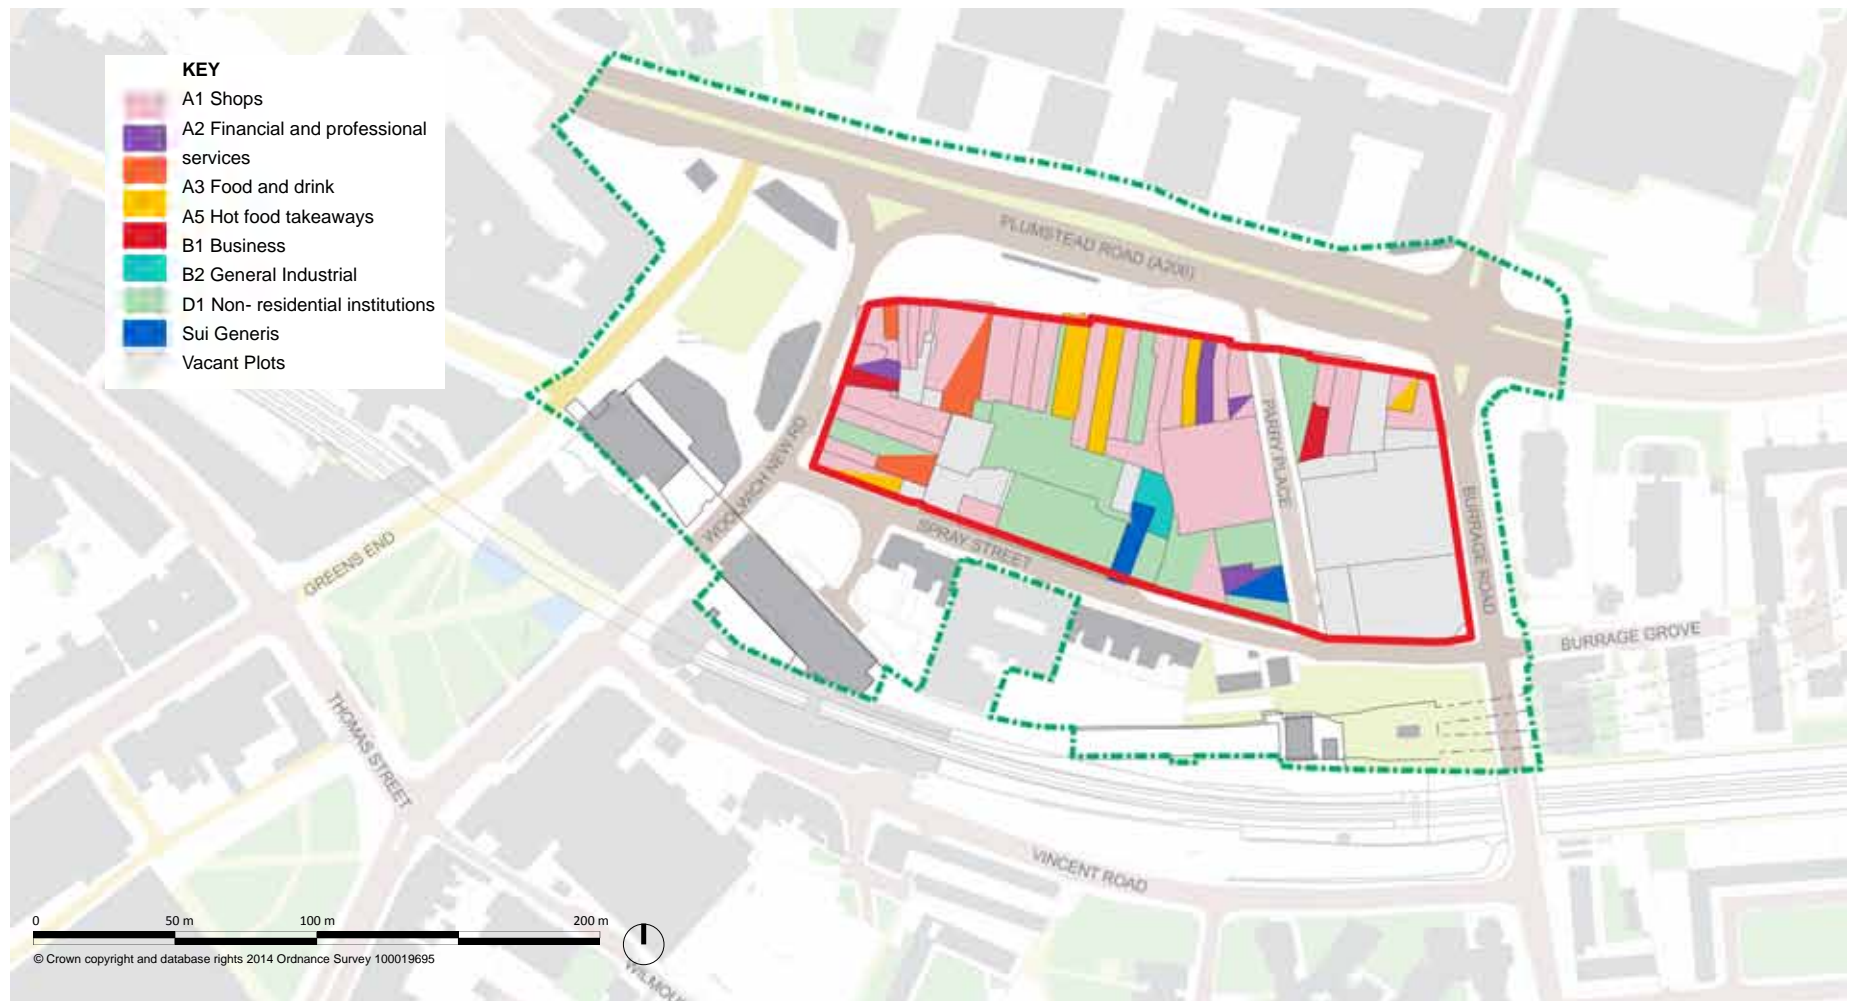 KEY
A1 Shops
A2 Financial and professional
services
A3 Food and drink
A5 Hot food takeaways
B1 Business
B2 General Industrial
D1 Non- residential institutions
Sui Generis
Vacant Plots
PLUMSTEAD ROAD (A206)
PARRY PLACE
WOOLWICH NEW RD
SPRAY STREET
BURRAGE ROAD
BURRAGE GROVE
GREENS END
THOMAS STREET
VINCENT ROAD
0 50 m 100 m 200 m
© Crown copyright and database rights 2014 Ordnance Survey 100019695